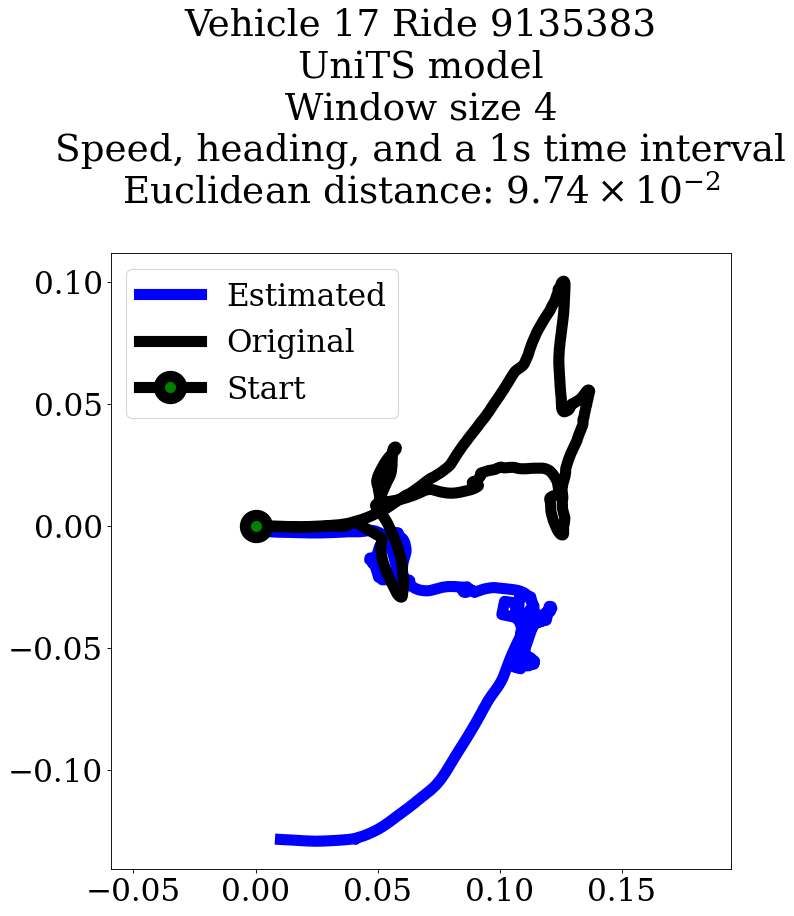 Vehicle 17 Ride 9135383
UniTS model
Window size 4
Speed, heading, and a 1s time interval
Euclidean distance: 9.74 × 10⁻²
Estimated
Original
Start
0.10
0.05
0.00
−0.05
−0.10
−0.05 0.00 0.05 0.10 0.15